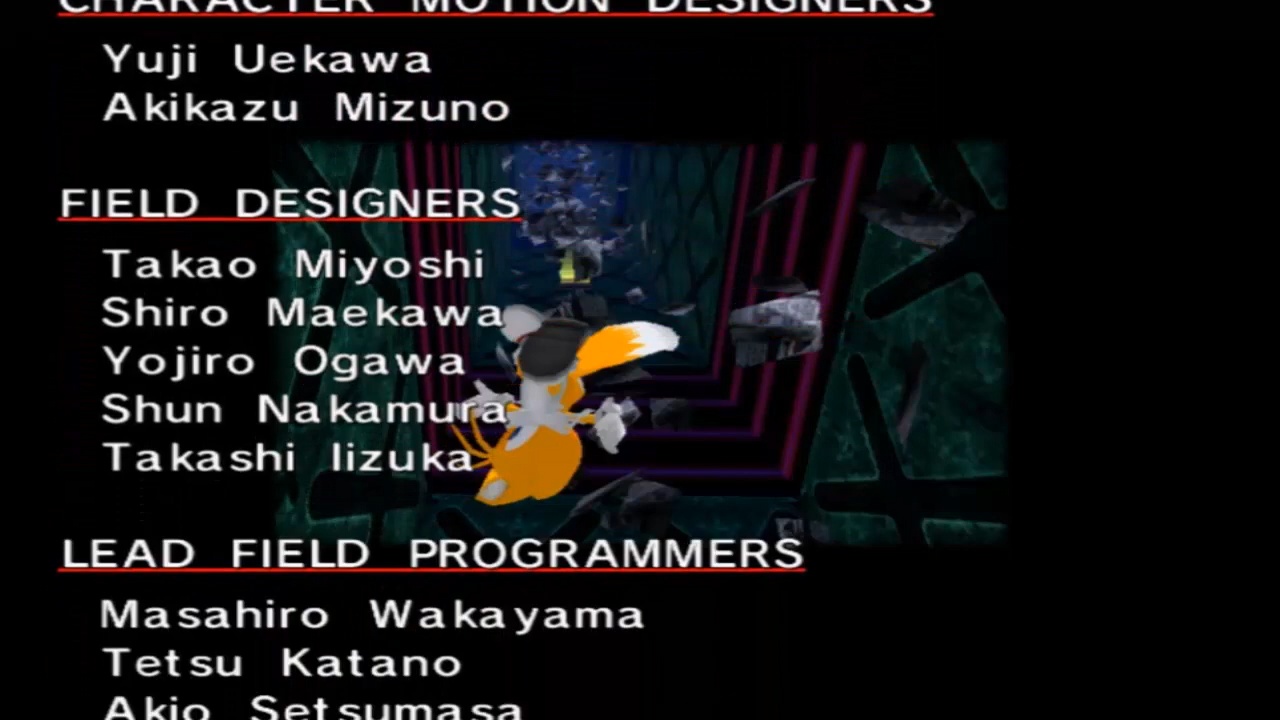 CHARACTER MOTION DESIGNERS
Yuji Uekawa
Akikazu Mizuno
FIELD DESIGNERS
Takao Miyoshi
Shiro Maekawa
Yojiro Ogawa
Shun Nakamura
Takashi Iizuka
LEAD FIELD PROGRAMMERS
Masahiro Wakayama
Tetsu Katano
Akio Setsumasa